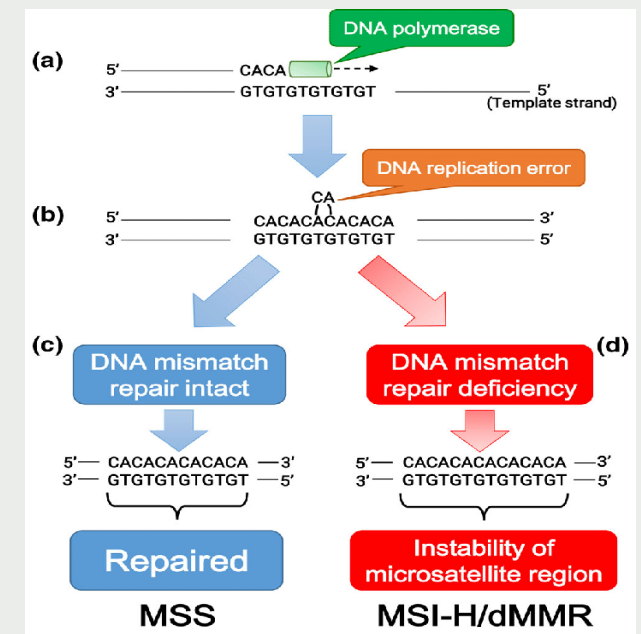 DNA polymerase
(a)
5′ CACA
3′ GTGTGTGTGTGT 5′
(Template strand)
DNA replication error
CA
(b)
5′ CACACACACACA 3′
3′ GTGTGTGTGTGT 5′
(c)
DNA mismatch
repair intact
5′ CACACACACACA 3′
3′ GTGTGTGTGTGT 5′
Repaired
MSS
(d)
DNA mismatch
repair deficiency
5′ CACACACACACACA 3′
3′ GTGTGTGTGTGTGT 5′
Instability of
microsatellite region
MSI-H/dMMR